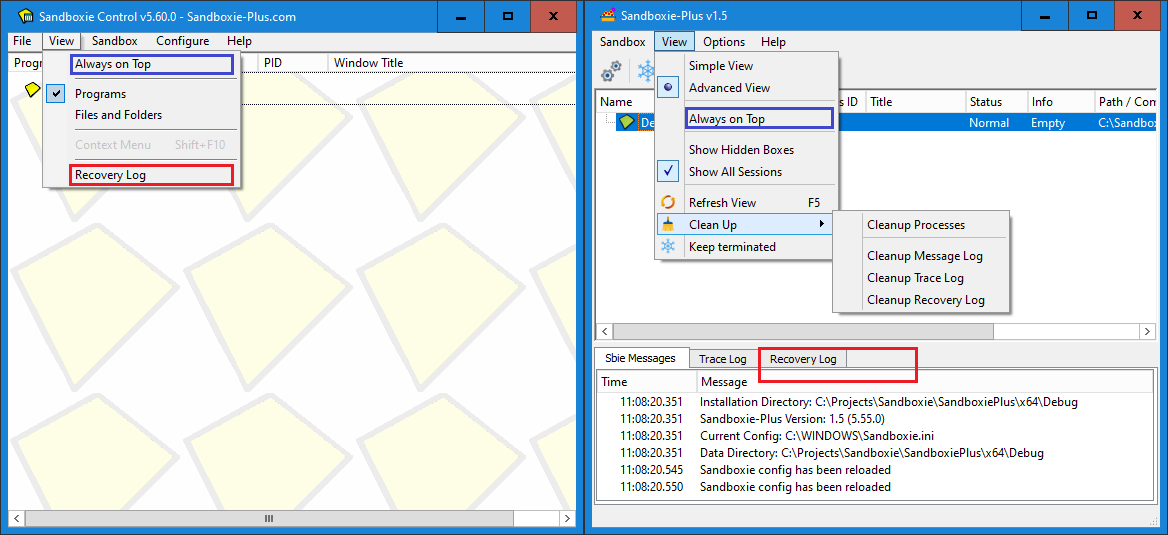 Sandboxie Control v5.60.0 - Sandboxie-Plus.com
File View Sandbox Configure Help
PID Window Title
Always on Top
Programs
Files and Folders
Context Menu Shift+F10
Recovery Log
Sandboxie-Plus v1.5
Sandbox View Options Help
Simple View
Advanced View
Name ID Title Status Info Path / Com
Always on Top
Normal Empty C:\Sandbo
Show Hidden Boxes
Show All Sessions
Refresh View F5
Clean Up
Keep terminated
Cleanup Processes
Cleanup Message Log
Cleanup Trace Log
Cleanup Recovery Log
Sbie Messages Trace Log Recovery Log
Time Message
11:08:20.351 Installation Directory: C:\Projects\Sandboxie\SandboxiePlus\x64\Debug
11:08:20.351 Sandboxie-Plus Version: 1.5 (5.55.0)
11:08:20.351 Current Config: C:\WINDOWS\Sandboxie.ini
11:08:20.351 Data Directory: C:\Projects\Sandboxie\SandboxiePlus\x64\Debug
11:08:20.545 Sandboxie config has been reloaded
11:08:20.550 Sandboxie config has been reloaded